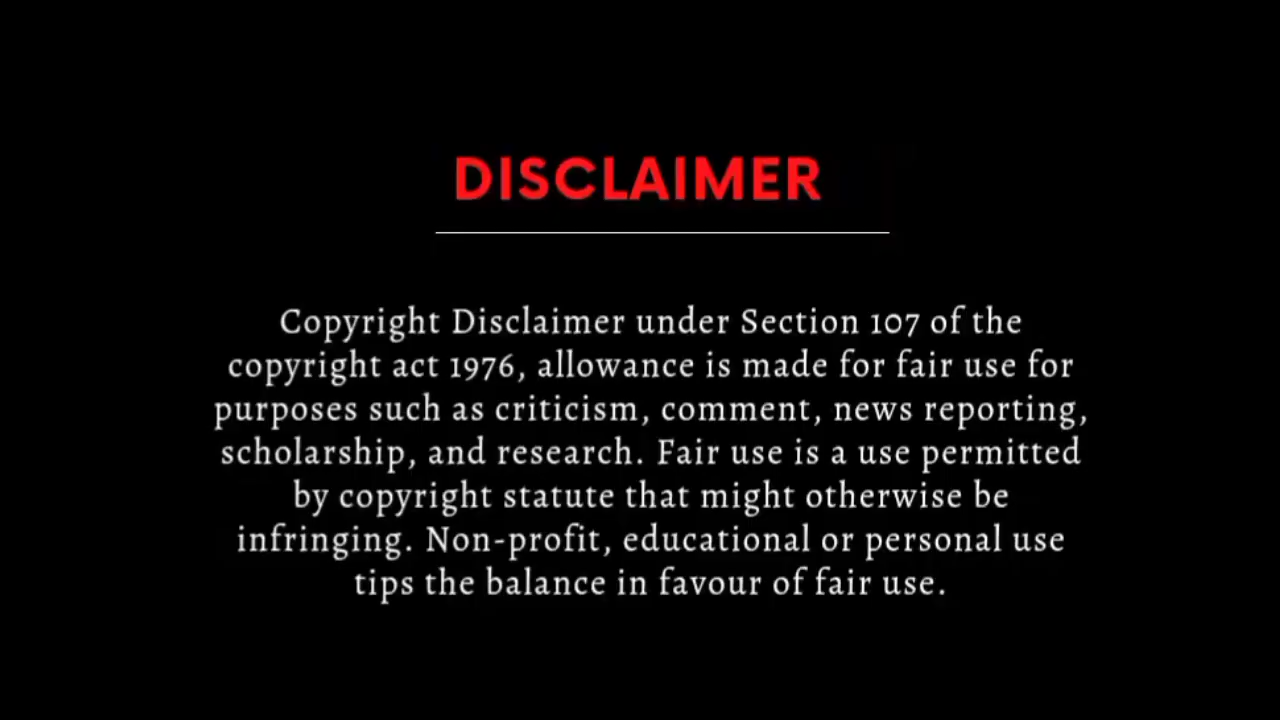 DISCLAIMER
Copyright Disclaimer under Section 107 of the
copyright act 1976, allowance is made for fair use for
purposes such as criticism, comment, news reporting,
scholarship, and research. Fair use is a use permitted
by copyright statute that might otherwise be
infringing. Non-profit, educational or personal use
tips the balance in favour of fair use.